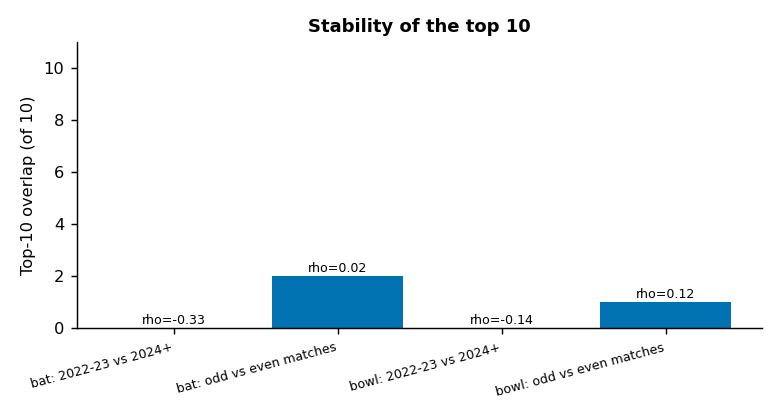 Stability of the top 10
Top-10 overlap (of 10)
10
8
6
4
2
0
rho=-0.33
rho=0.02
rho=-0.14
rho=0.12
bat: 2022-23 vs 2024+
bat: odd vs even matches
bowl: 2022-23 vs 2024+
bowl: odd vs even matches